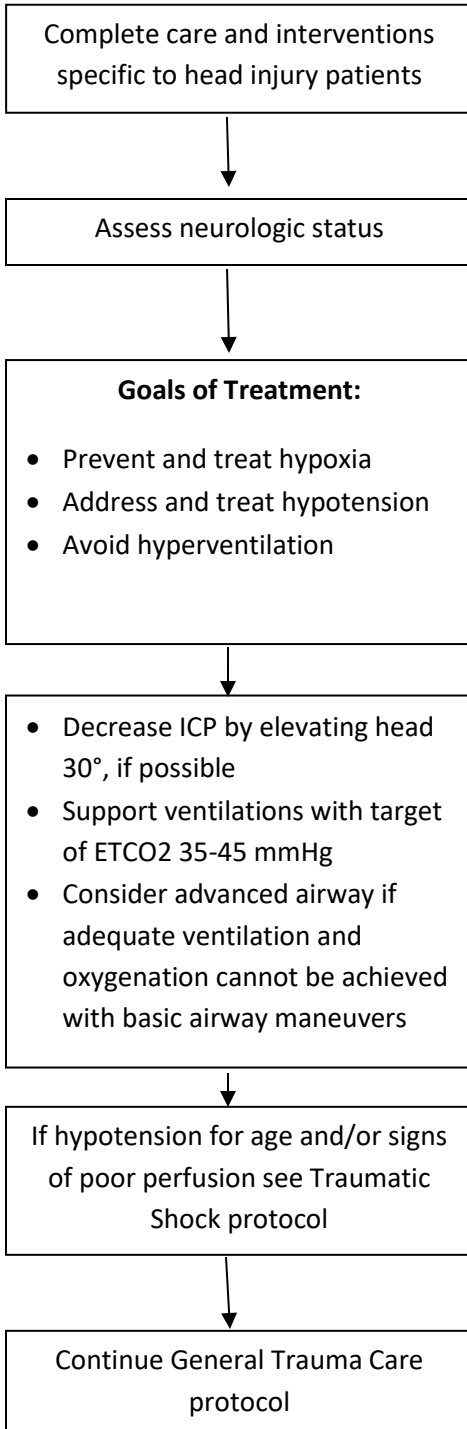 Complete care and interventions
specific to head injury patients
Assess neurologic status
Goals of Treatment:
• Prevent and treat hypoxia
• Address and treat hypotension
• Avoid hyperventilation
• Decrease ICP by elevating head
30°, if possible
• Support ventilations with target
of ETCO2 35-45 mmHg
• Consider advanced airway if
adequate ventilation and
oxygenation cannot be achieved
with basic airway maneuvers
If hypotension for age and/or signs
of poor perfusion see Traumatic
Shock protocol
Continue General Trauma Care
protocol